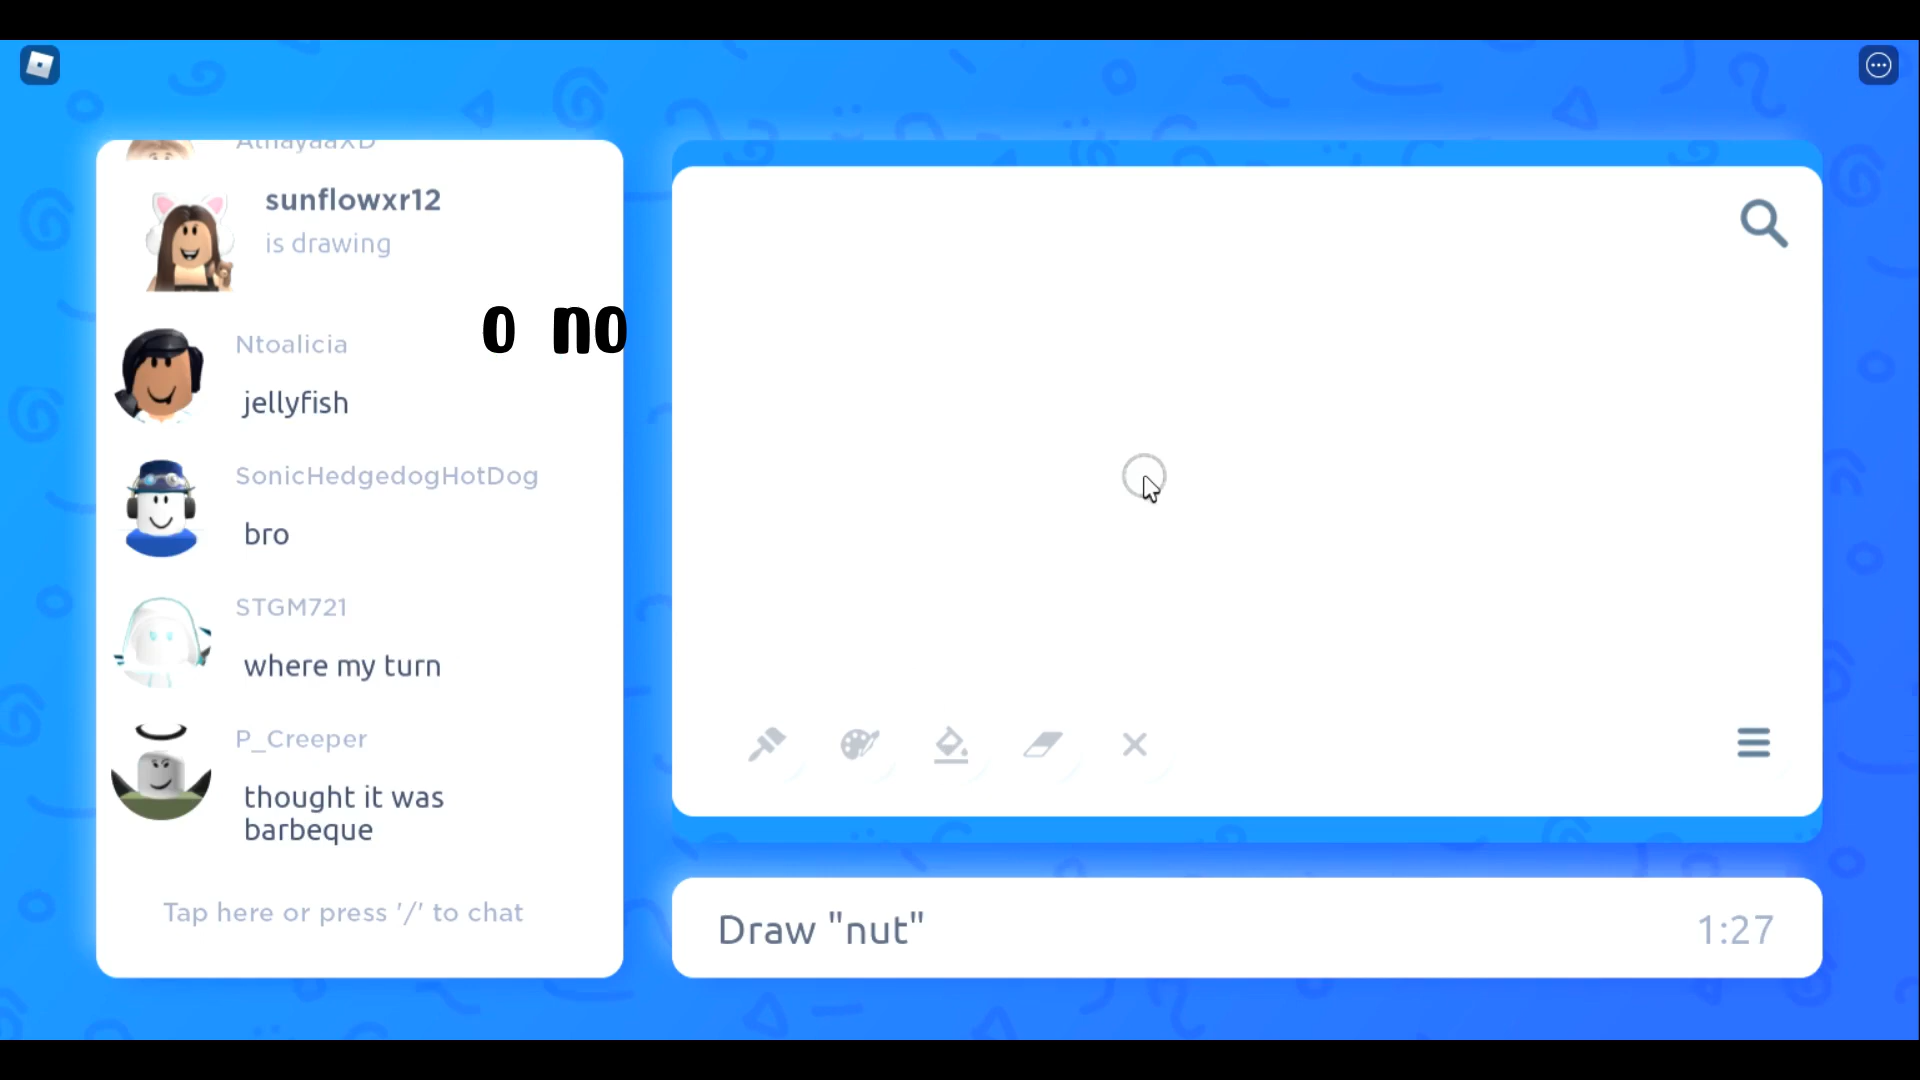 AthayaaXD
sunflowxr12
is drawing
o no
Ntoalicia
jellyfish
SonicHedgedogHotDog
bro
STGM721
where my turn
P_Creeper
thought it was
barbeque
Tap here or press '/' to chat
Draw "nut"
1:27